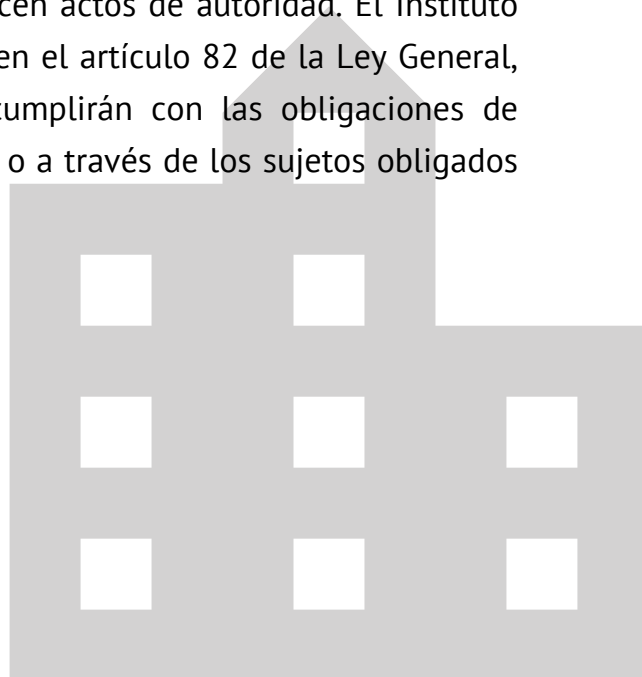 cen actos de autoridad. El Instituto
en el artículo 82 de la Ley General,
cumplirán con las obligaciones de
o a través de los sujetos obligados